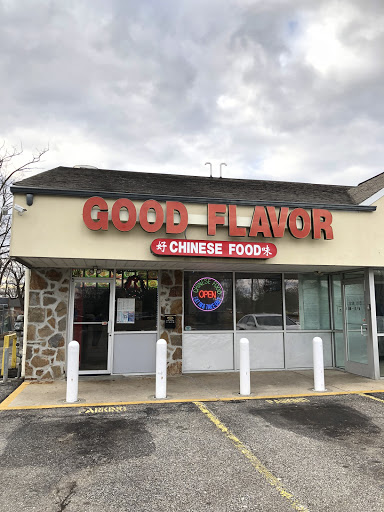 GOOD FLAVOR
好 CHINESE FOOD 味
OPEN
PARKING